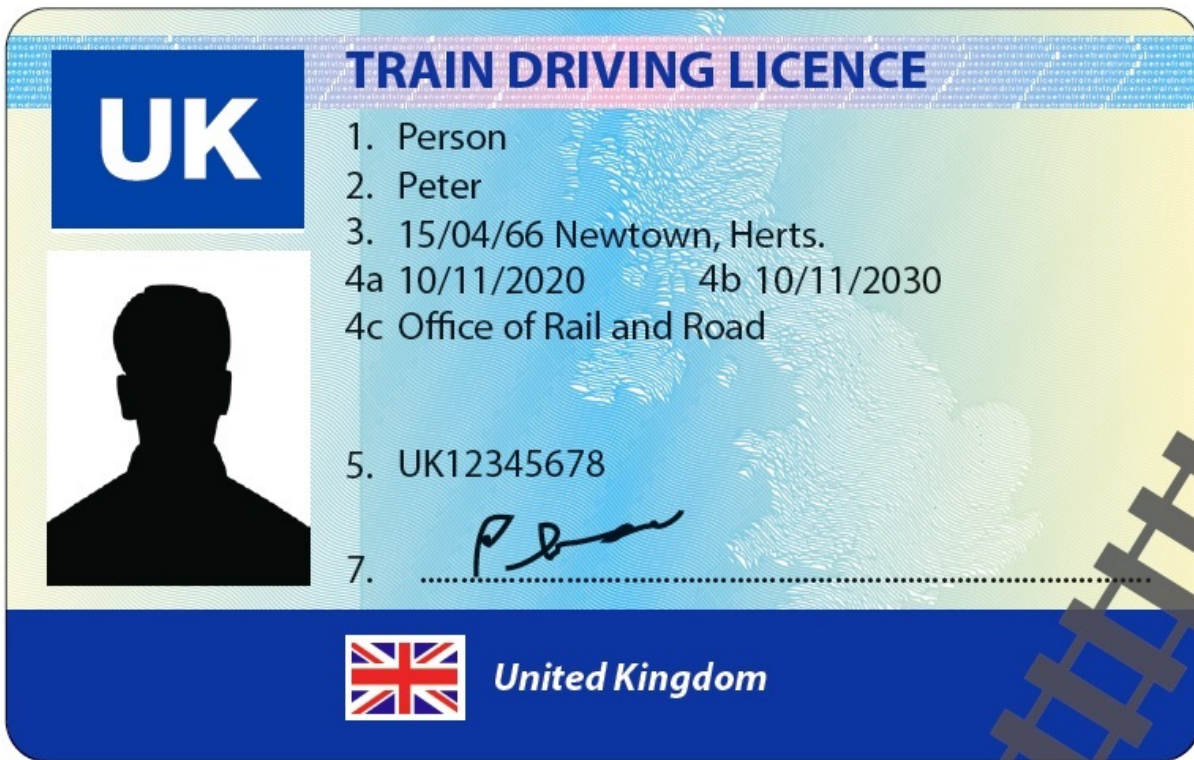 UK
TRAIN DRIVING LICENCE
1. Person
2. Peter
3. 15/04/66 Newtown, Herts.
4a 10/11/2020 4b 10/11/2030
4c Office of Rail and Road
5. UK12345678
7.
United Kingdom